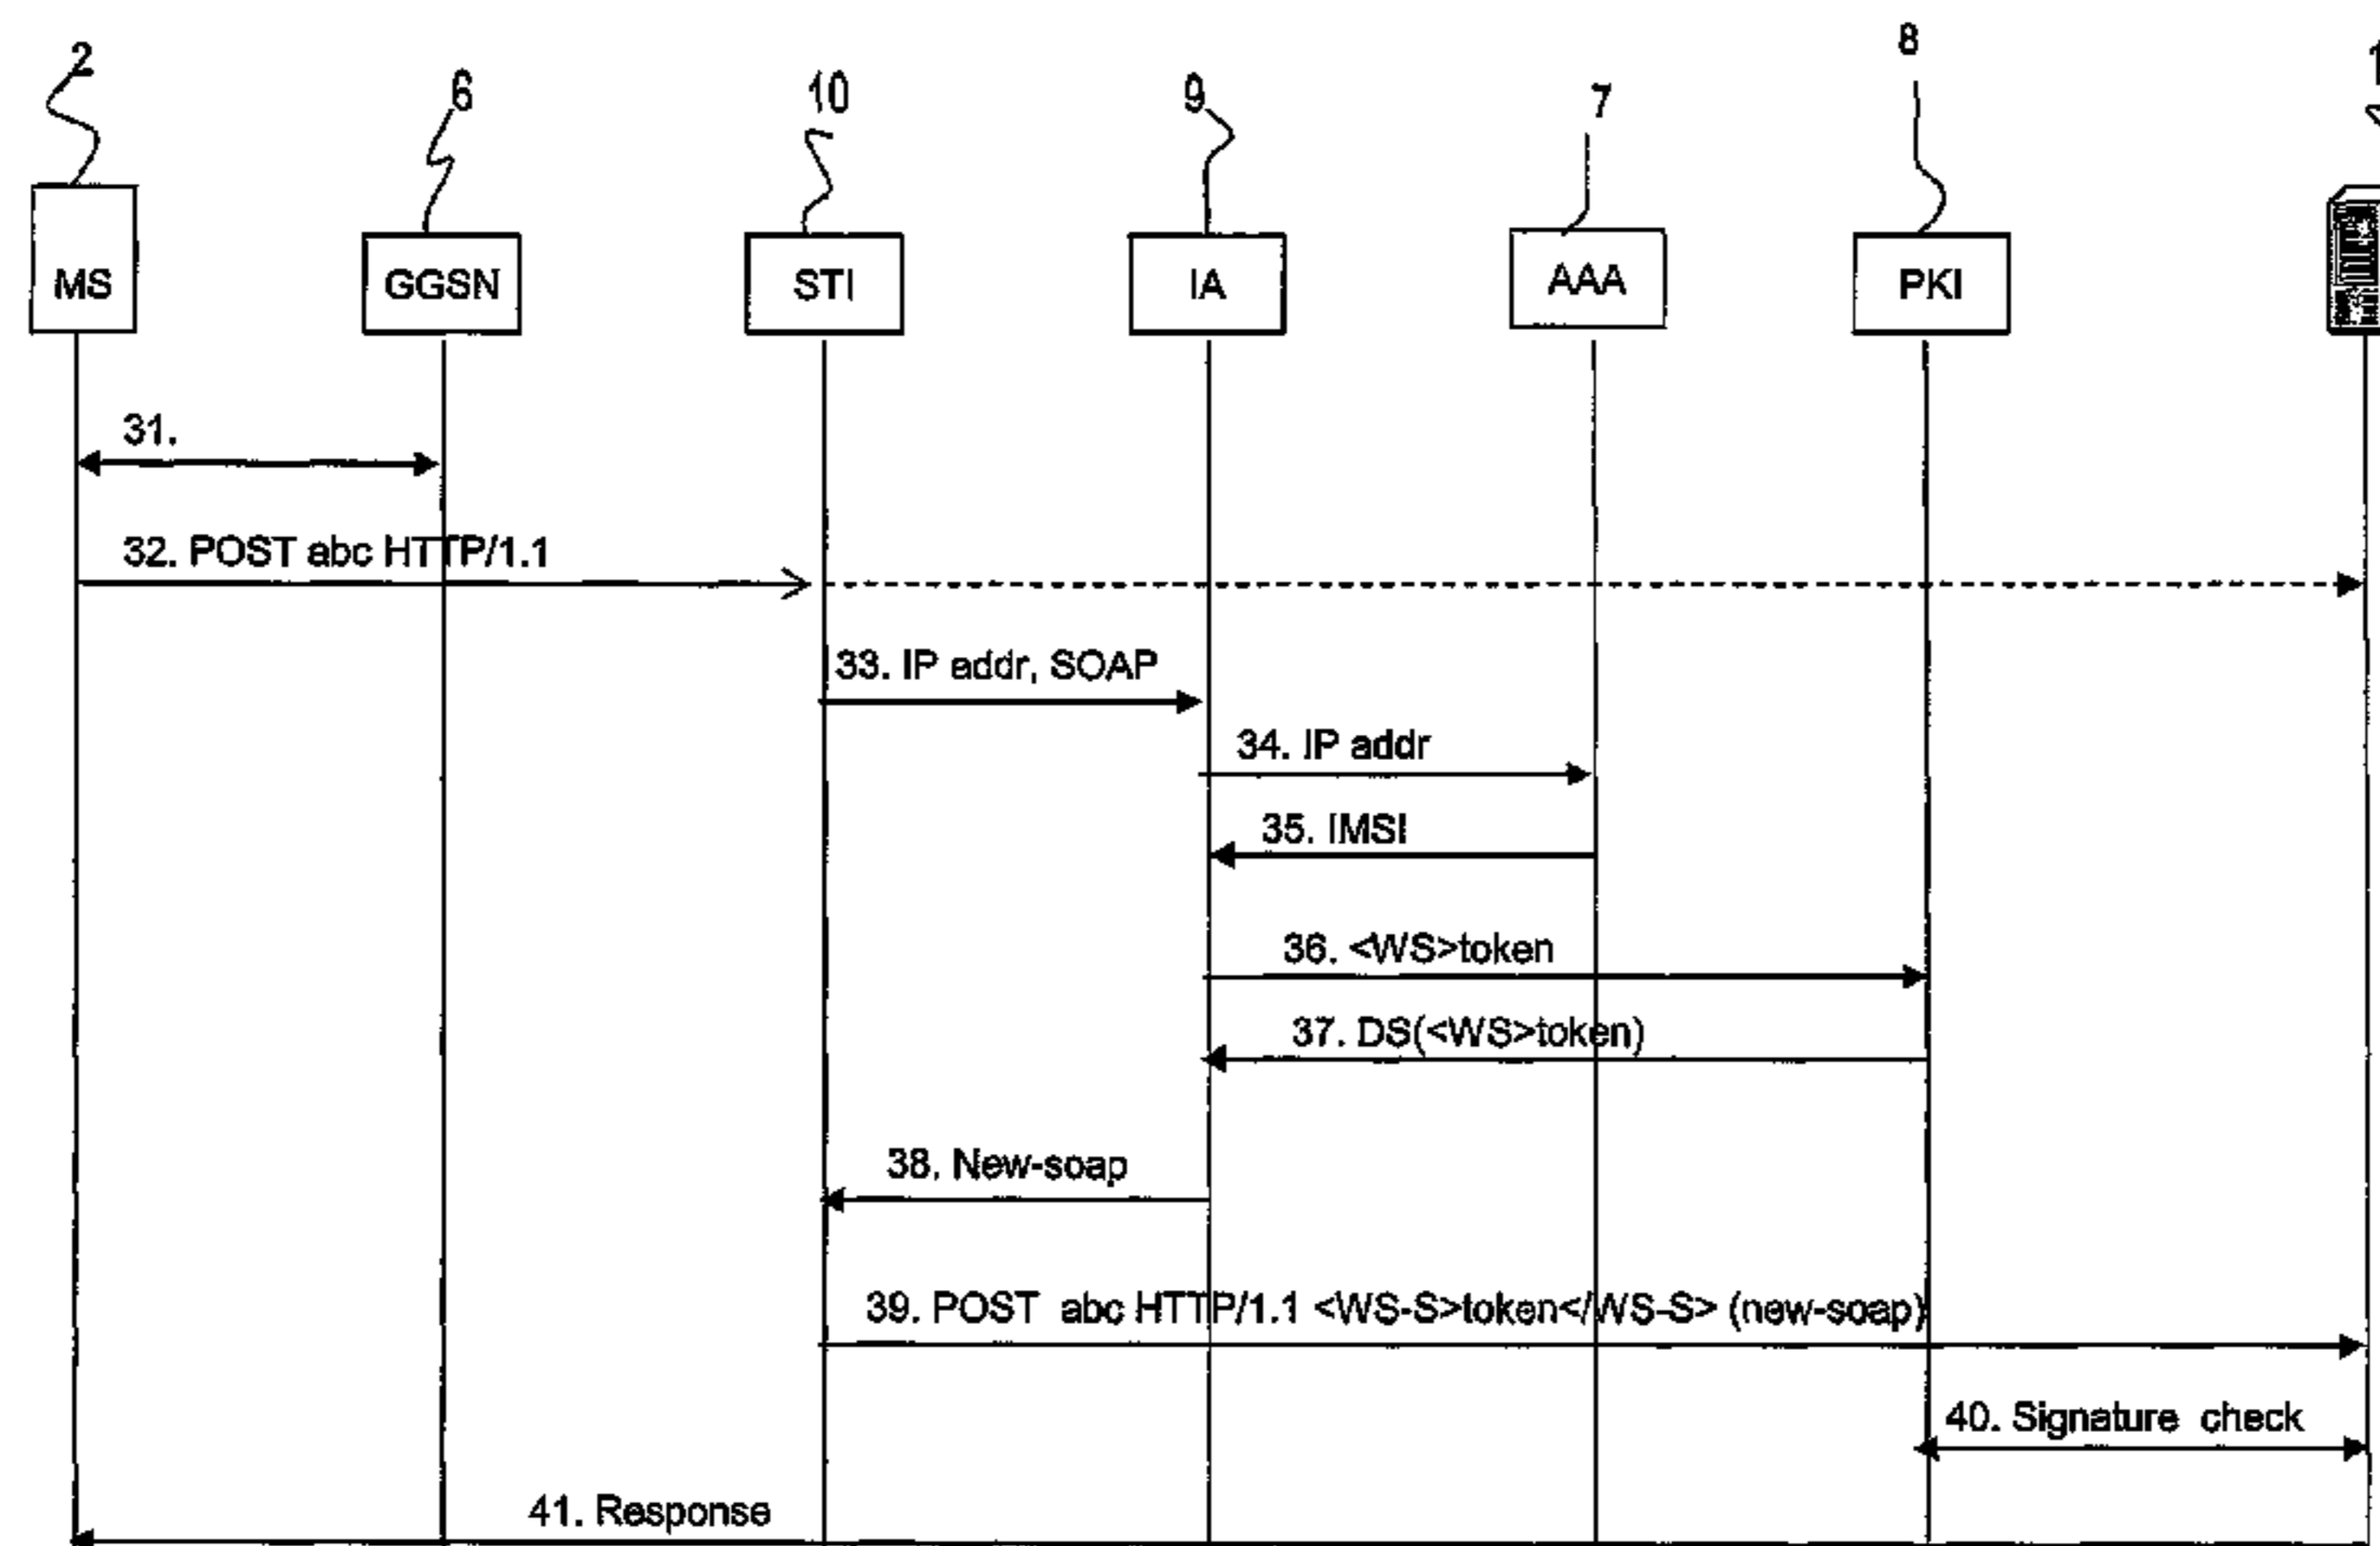 2
6
10
9
7
8
1
MS
GGSN
STI
IA
AAA
PKI
31.
32. POST abc HTTP/1.1
33. IP addr, SOAP
34. IP addr
35. IMSI
36. <WS>token
37. DS(<WS>token)
38. New-soap
39. POST abc HTTP/1.1 <WS-S>token</WS-S> (new-soap)
40. Signature check
41. Response